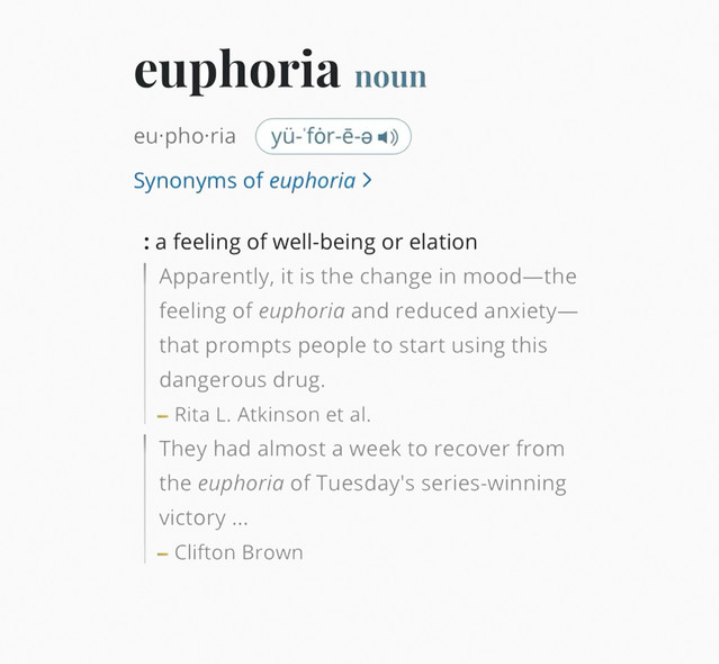 euphoria noun
eu·pho·ria yü-ˈfȯr-ē-ə
Synonyms of euphoria >
: a feeling of well-being or elation
Apparently, it is the change in mood—the
feeling of euphoria and reduced anxiety—
that prompts people to start using this
dangerous drug.
– Rita L. Atkinson et al.
They had almost a week to recover from
the euphoria of Tuesday's series-winning
victory ...
– Clifton Brown